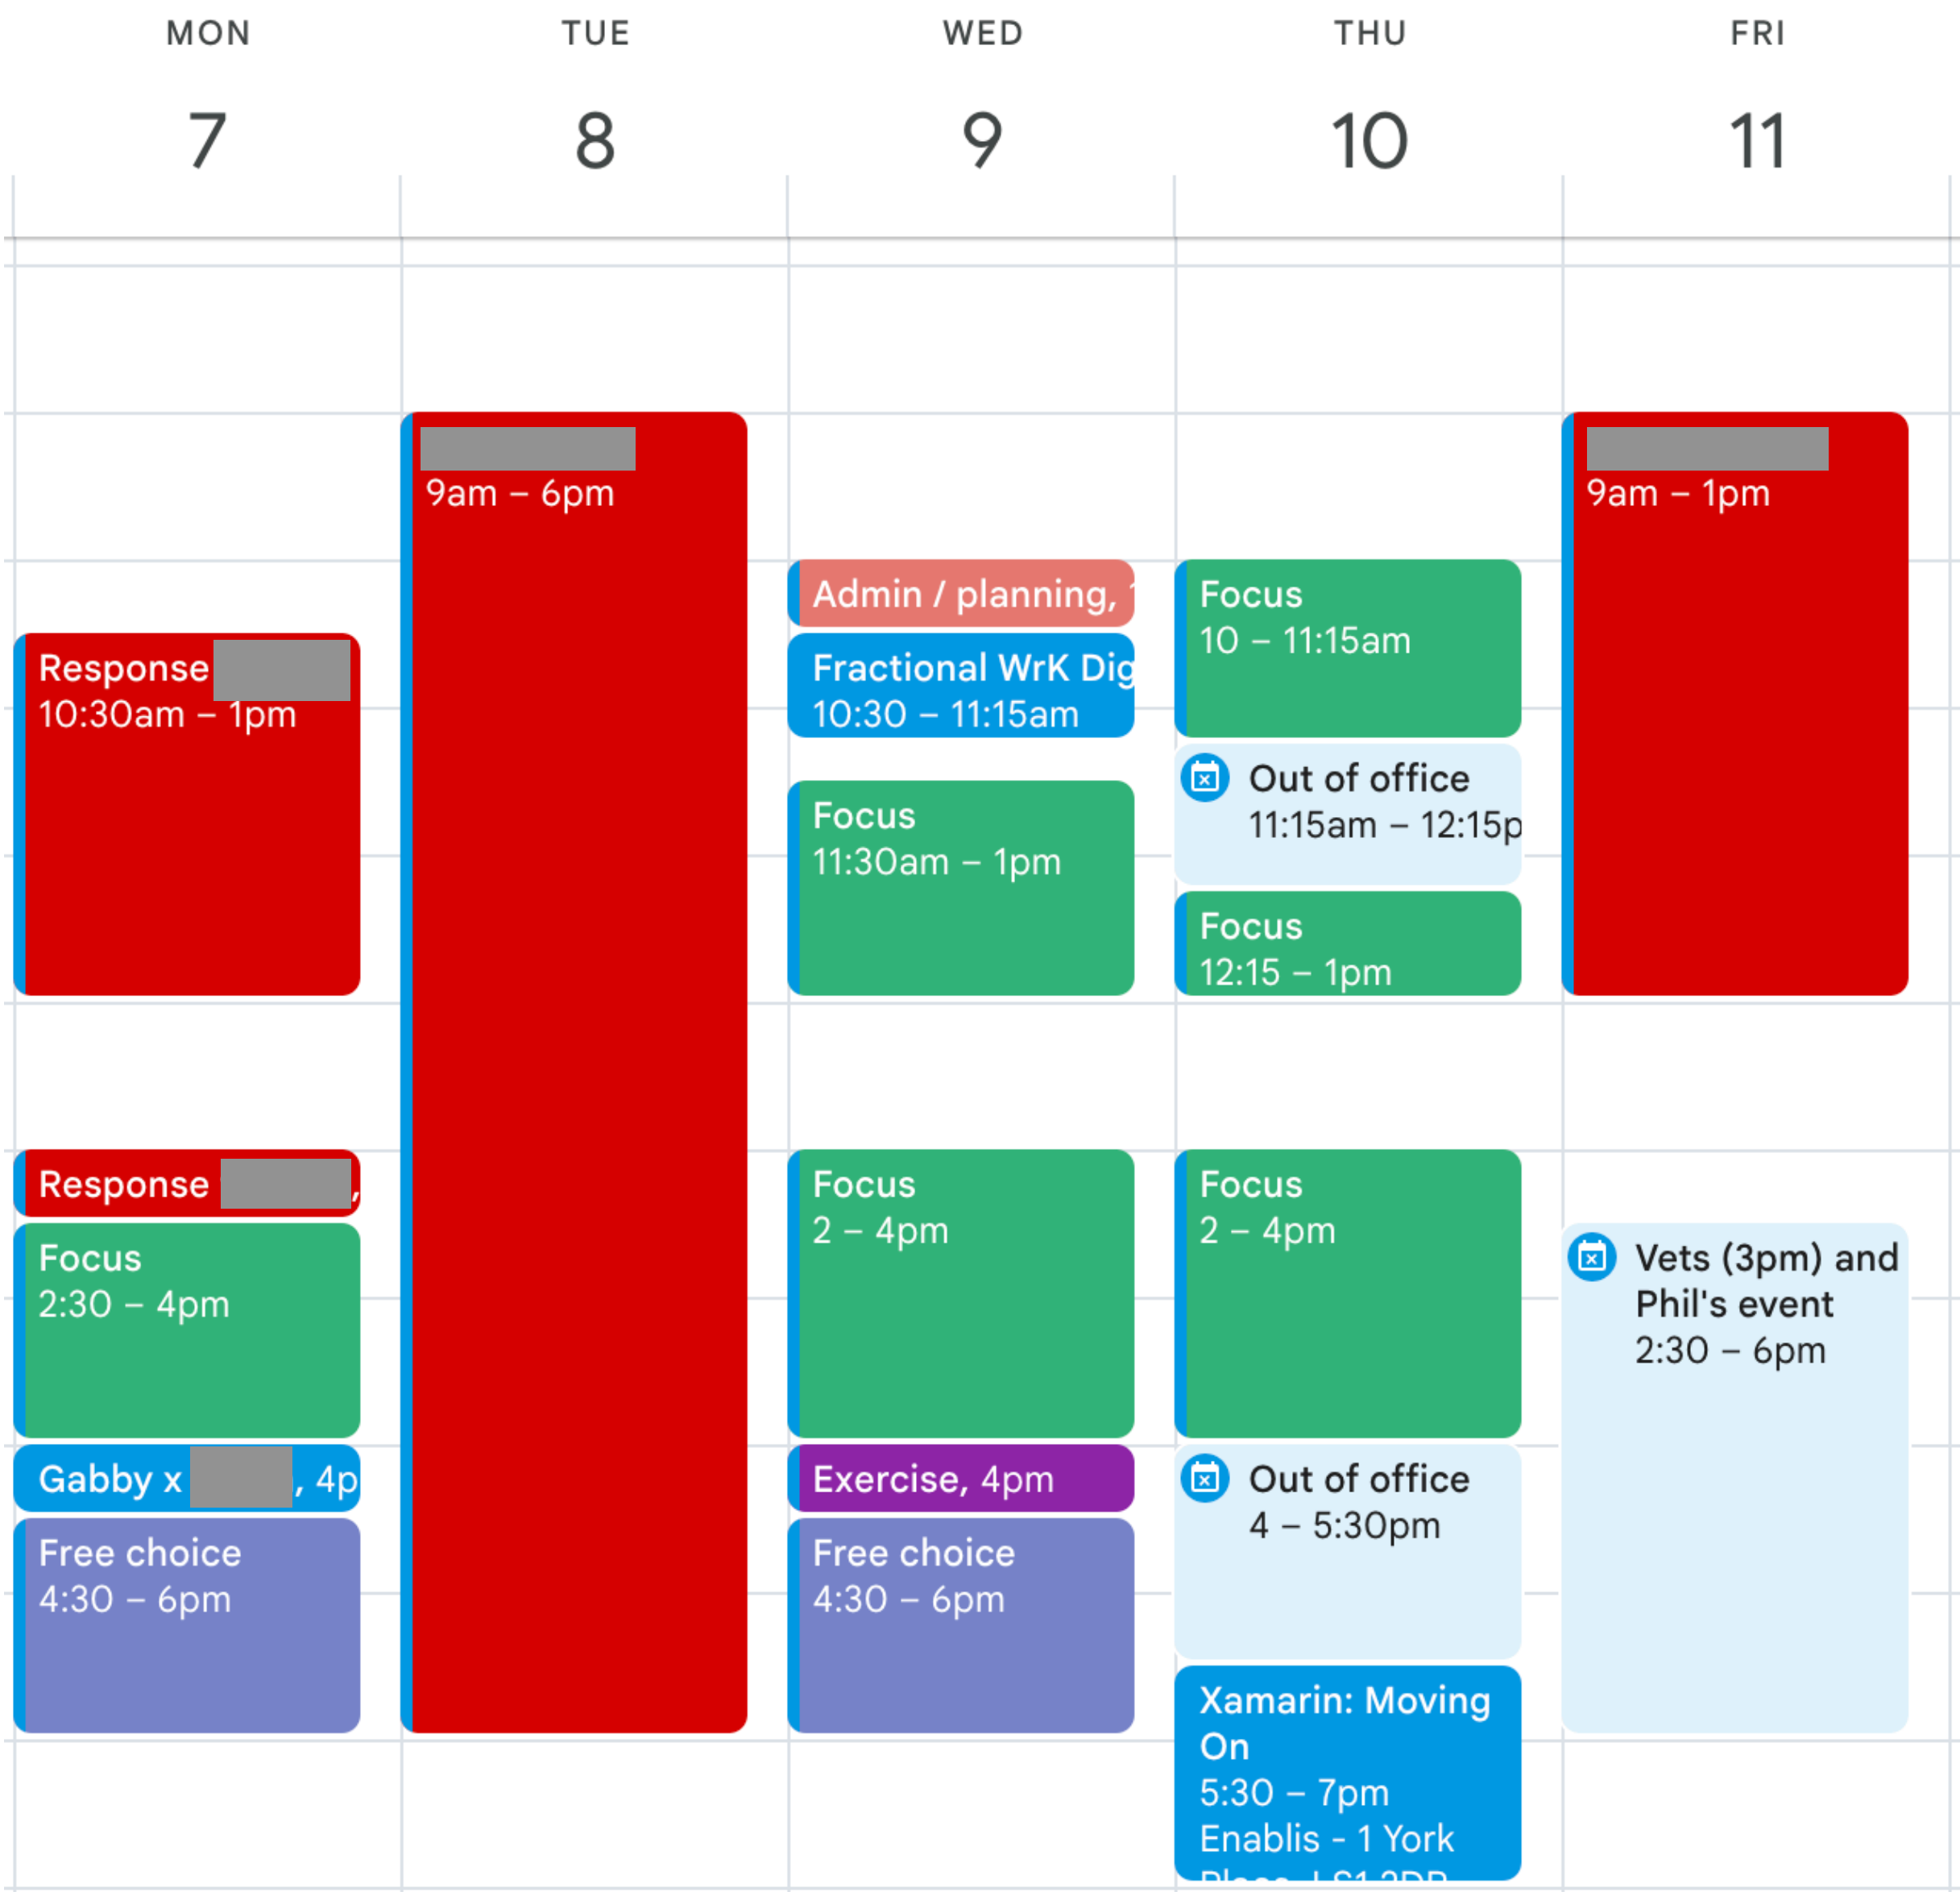 MON
TUE
WED
THU
FRI
7
8
9
10
11
Response
10:30am – 1pm
Response ,
Focus
2:30 – 4pm
Gabby x , 4p
Free choice
4:30 – 6pm
9am – 6pm
Admin / planning,
Fractional WrK Dig
10:30 – 11:15am
Focus
11:30am – 1pm
Focus
2 – 4pm
Exercise, 4pm
Free choice
4:30 – 6pm
Focus
10 – 11:15am
Out of office
11:15am – 12:15p
Focus
12:15 – 1pm
Focus
2 – 4pm
Out of office
4 – 5:30pm
Xamarin: Moving
On
5:30 – 7pm
Enablis - 1 York
9am – 1pm
Vets (3pm) and
Phil's event
2:30 – 6pm